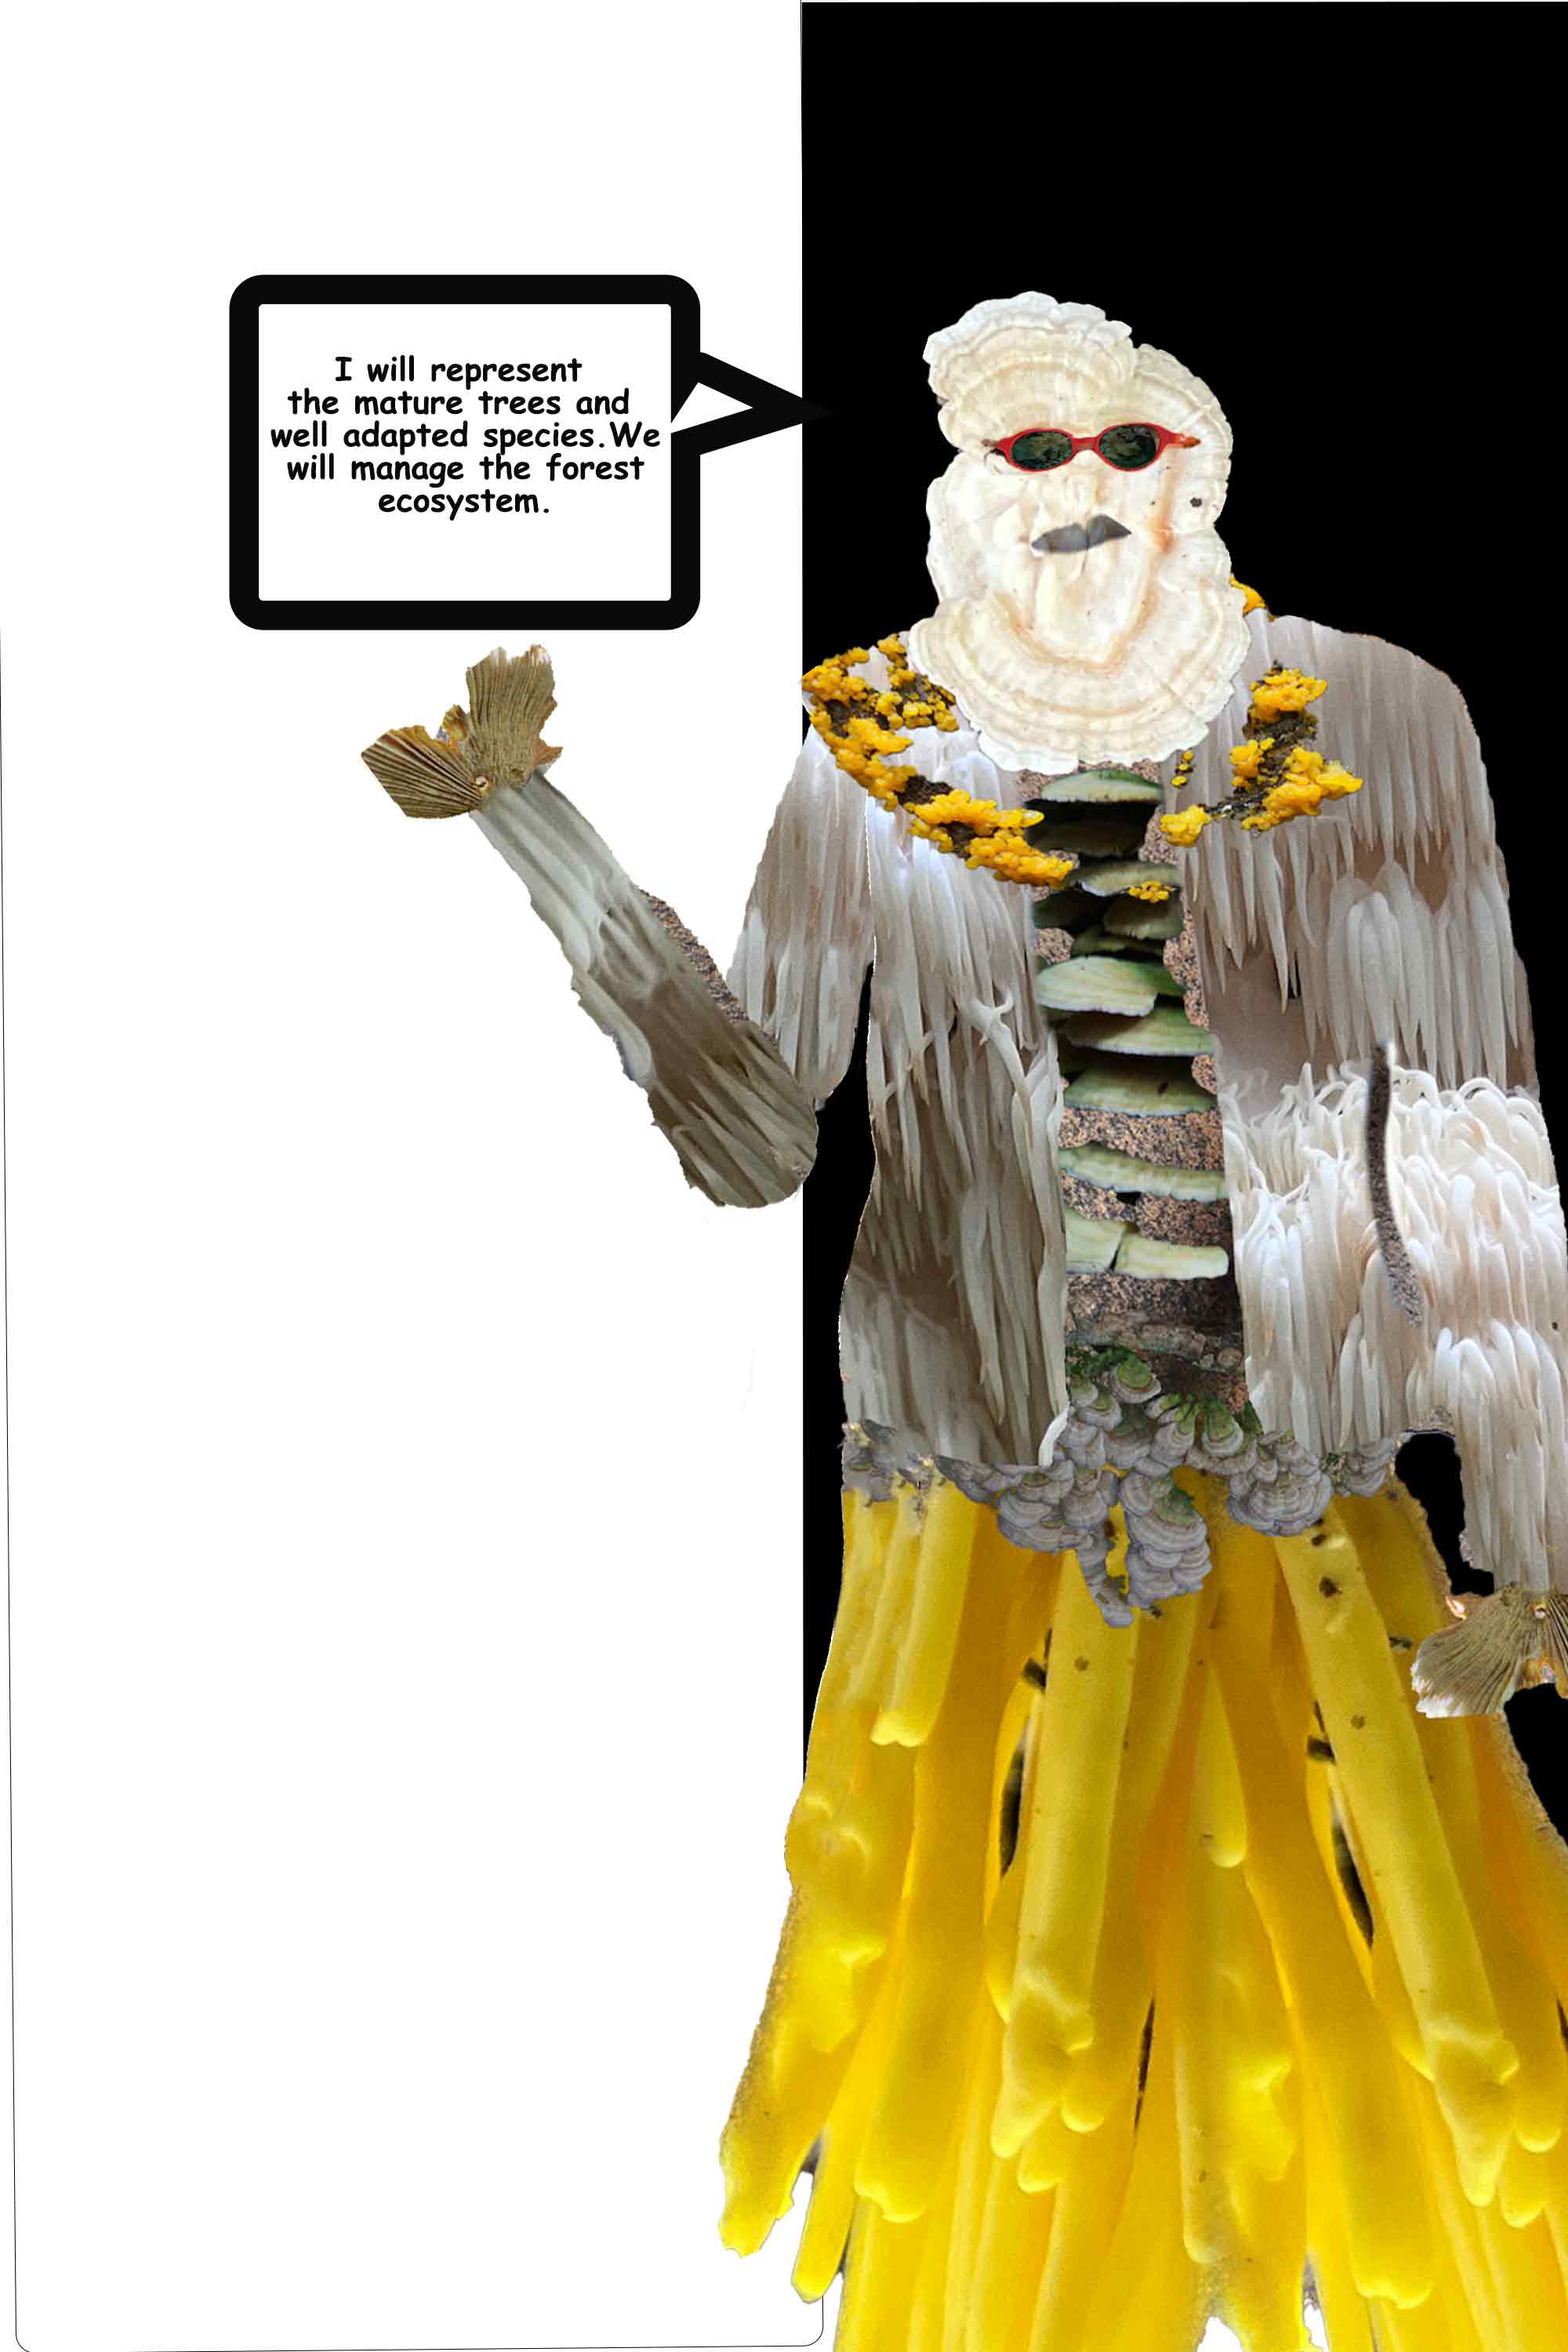 I will represent
the mature trees and
well adapted species.We
will manage the forest
ecosystem.